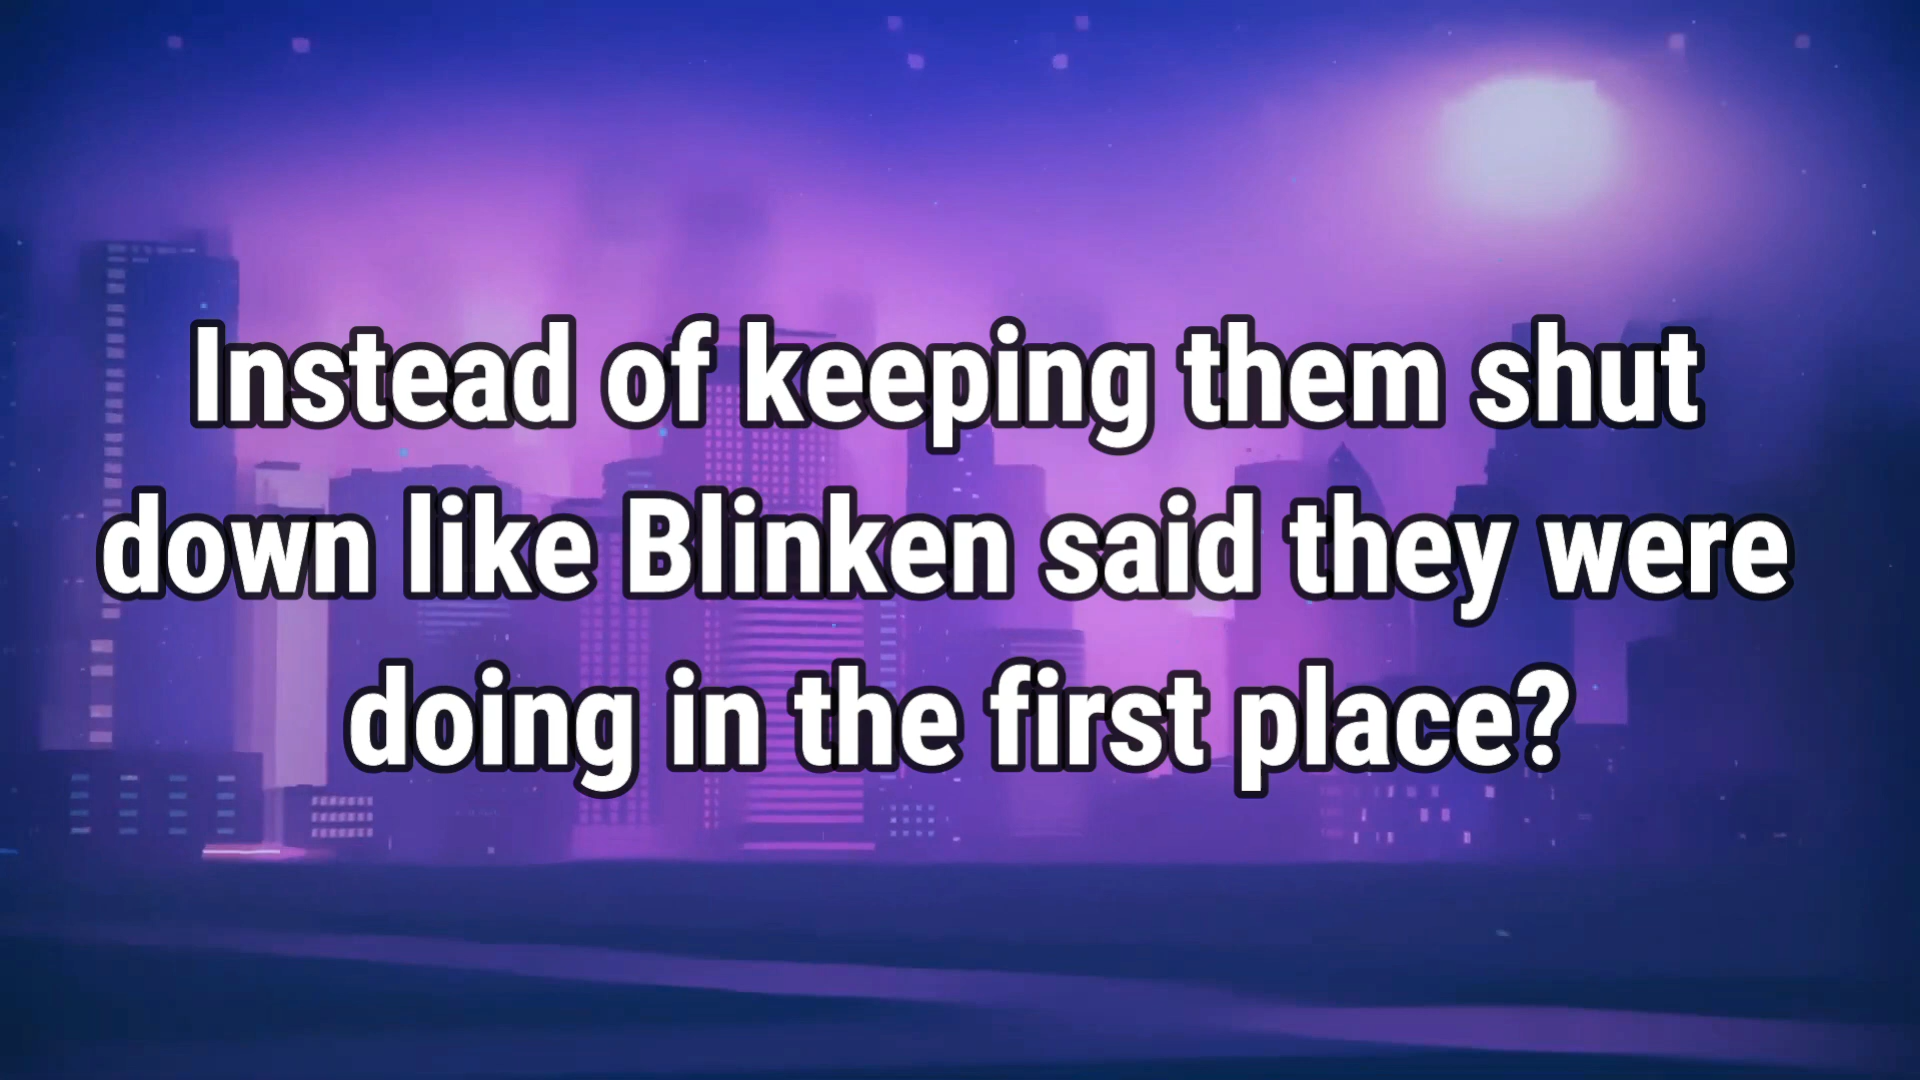 Instead of keeping them shut
down like Blinken said they were
doing in the first place?